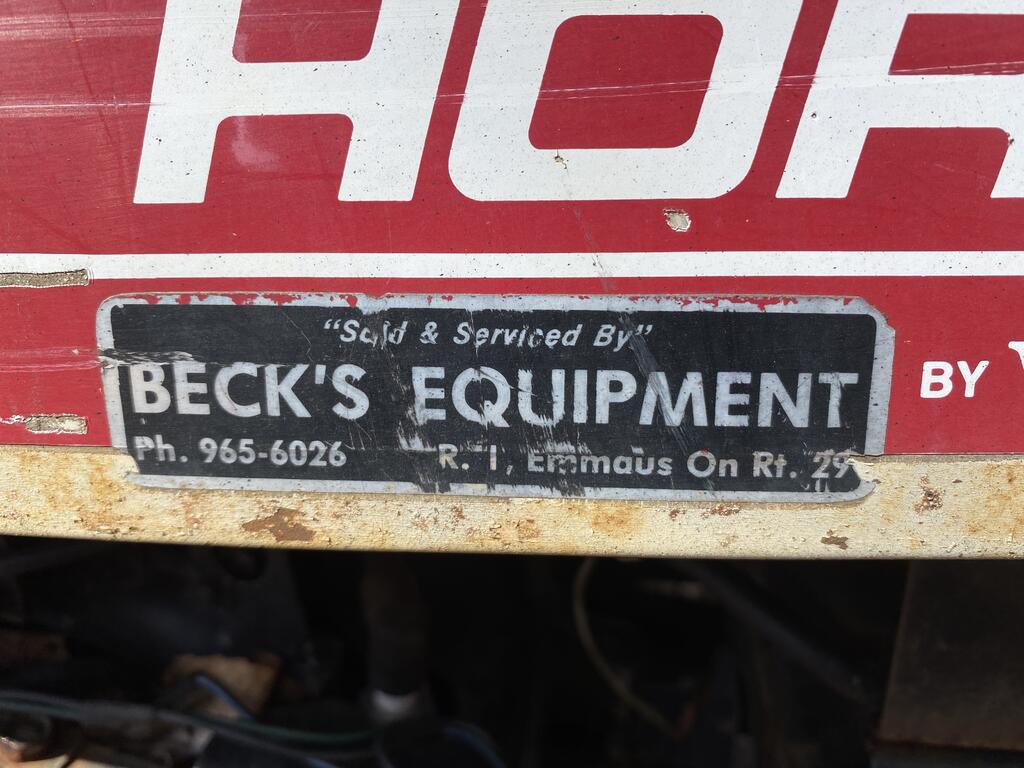 "Sold & Serviced By"
BECK'S EQUIPMENT
Ph. 965-6026 R. 1, Emmaus On Rt. 29
BY